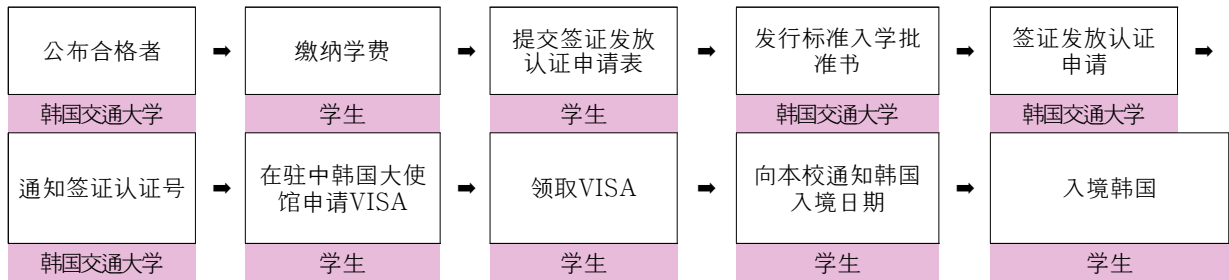 公布合格者 ➡ 缴纳学费 ➡ 提交签证发放
认证申请表 ➡ 发行标准入学批
准书 ➡ 签证发放认证
申请 ➡
韩国交通大学 学生 学生 韩国交通大学 韩国交通大学
通知签证认证号 ➡ 在驻中韩国大使
馆申请VISA ➡ 领取VISA ➡ 向本校通知韩国
入境日期 ➡ 入境韩国
韩国交通大学 学生 学生 学生 学生